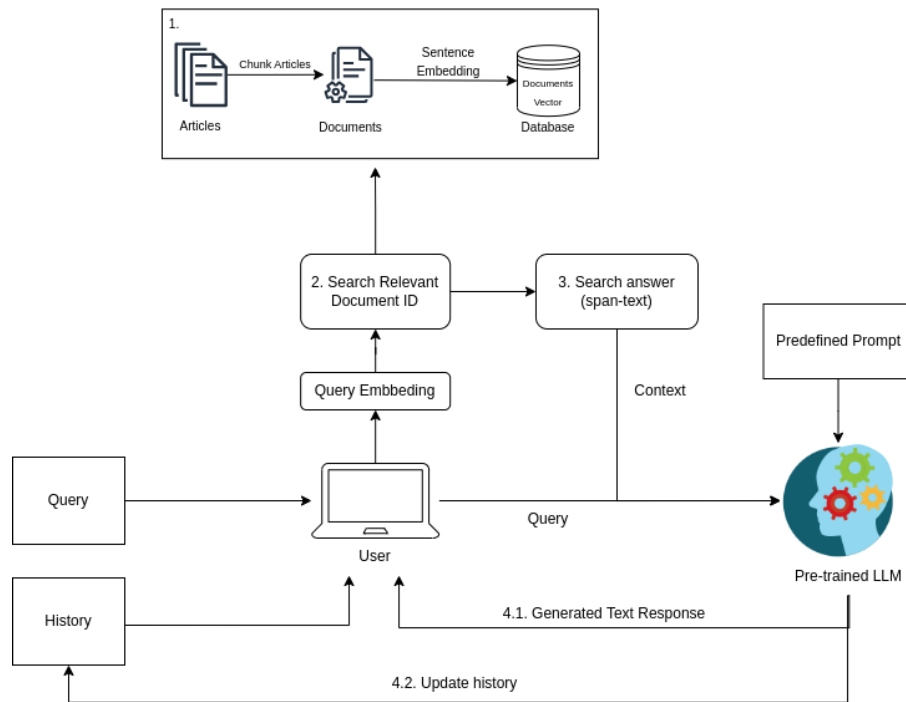 1.
Chunk Articles
Sentence
Embedding
Documents
Vector
Articles
Documents
Database
2. Search Relevant
Document ID
3. Search answer
(span-text)
Predefined Prompt
Query Embbeding
Context
Query
Query
User
Pre-trained LLM
History
4.1. Generated Text Response
4.2. Update history